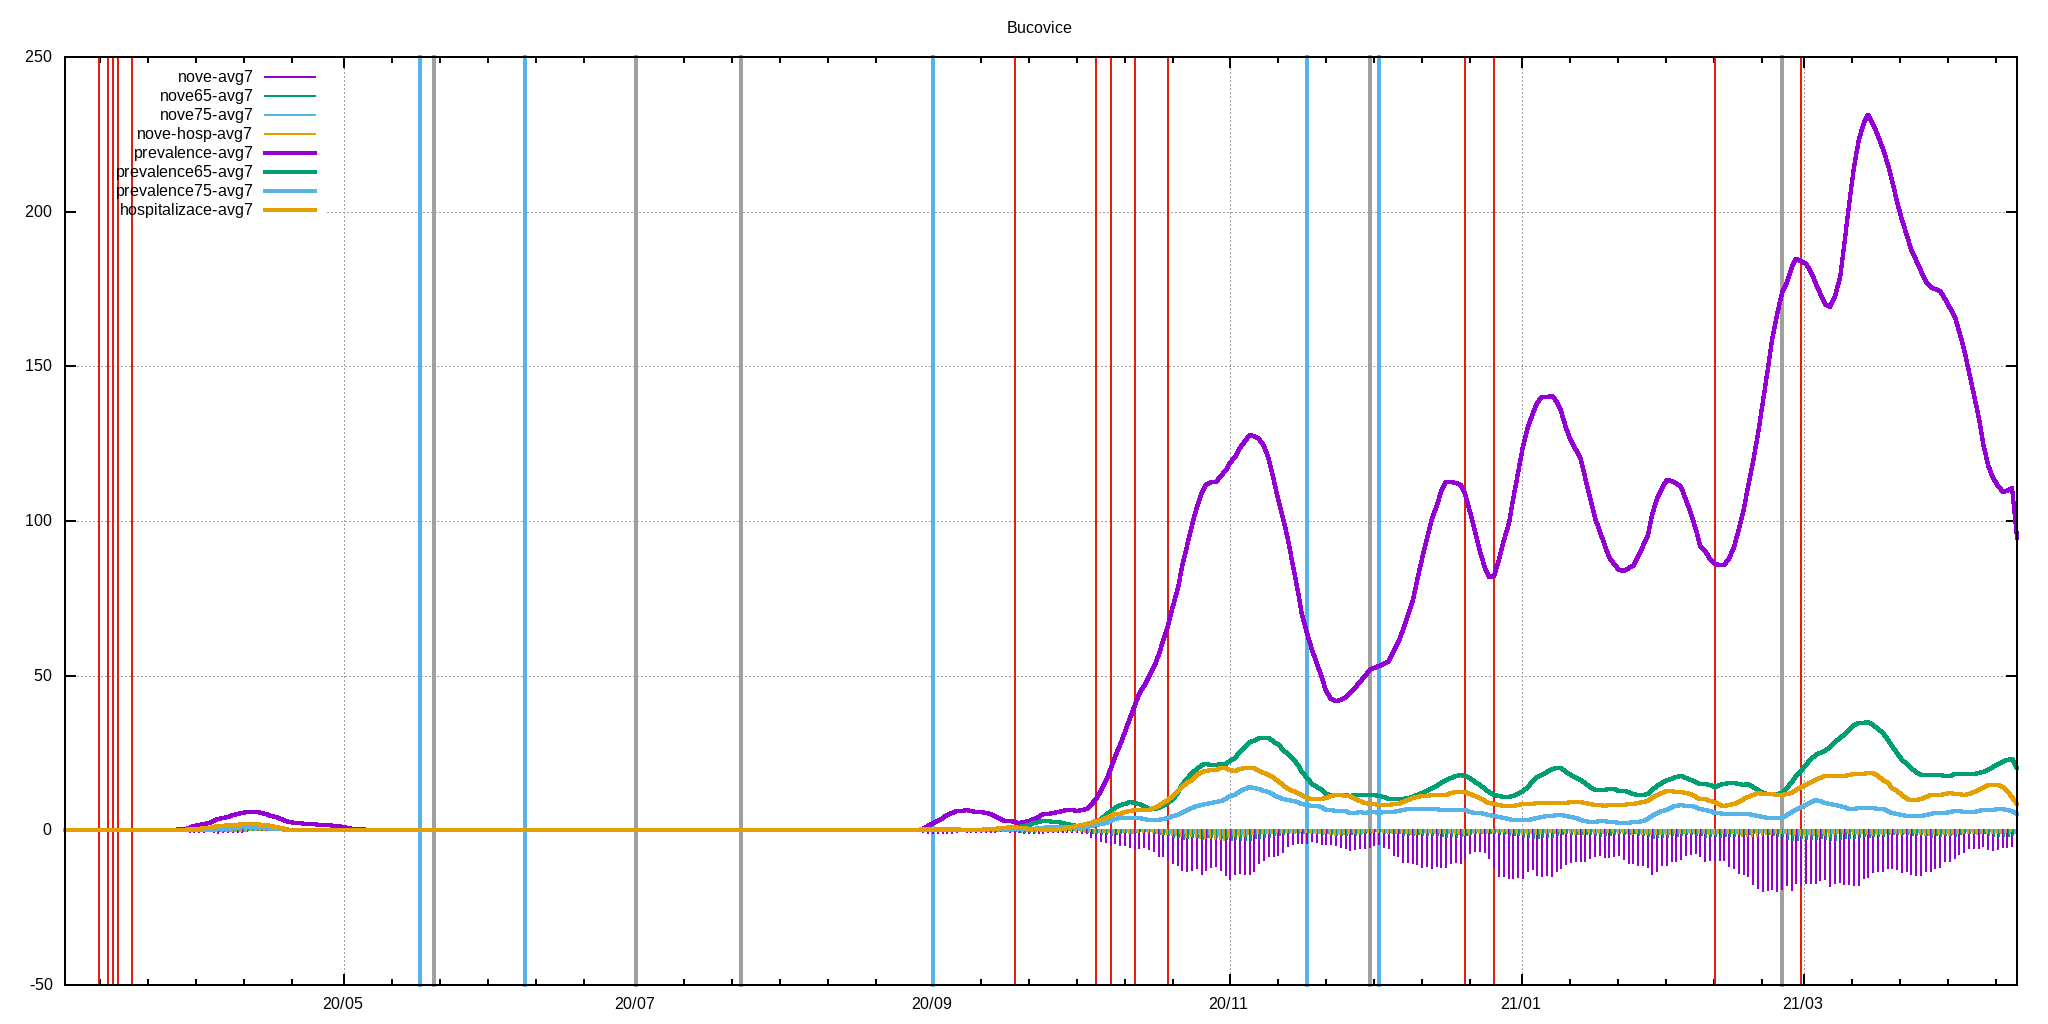 Bucovice
250
200
150
100
50
0
-50
nove-avg7
nove65-avg7
nove75-avg7
nove-hosp-avg7
prevalence-avg7
prevalence65-avg7
prevalence75-avg7
hospitalizace-avg7
20/05 20/07 20/09 20/11 21/01 21/03